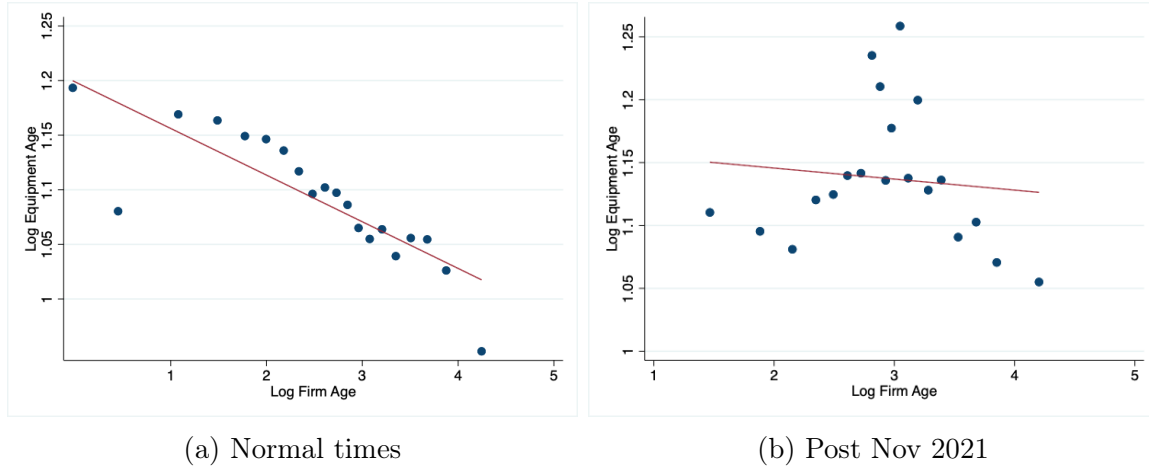 1.25
1.2
1.15
1.1
1.05
1
Log Equipment Age
1 2 3 4 5
Log Firm Age
(a) Normal times
1.25
1.2
1.15
1.1
1.05
1
Log Equipment Age
1 2 3 4 5
Log Firm Age
(b) Post Nov 2021